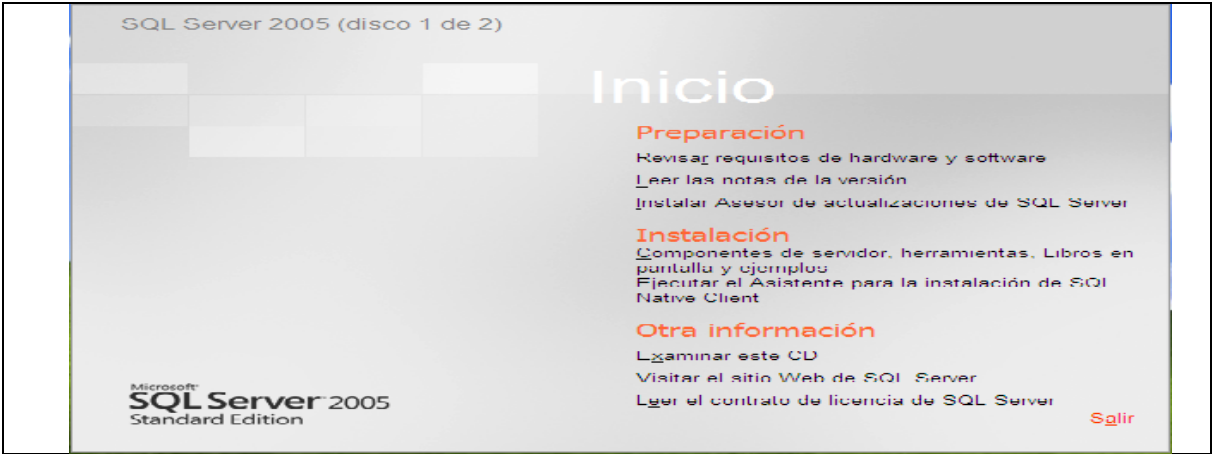 SQL Server 2005 (disco 1 de 2)
Inicio
Preparación
Revisar requisitos de hardware y software
Leer las notas de la versión
Instalar Asesor de actualizaciones de SQL Server
Instalación
Componentes de servidor, herramientas, Libros en
pantalla y ejemplos
Ejecutar el Asistente para la instalación de SQL
Native Client
Otra información
Examinar este CD
Visitar el sitio Web de SQL Server
Leer el contrato de licencia de SQL Server
Salir
Microsoft
SQL Server 2005
Standard Edition